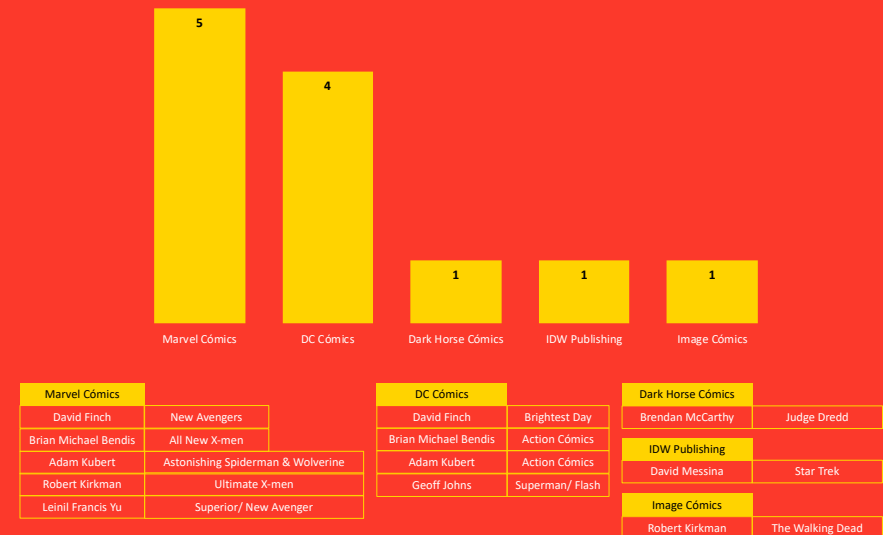 5
4
1
1
1
Marvel Cómics
DC Cómics
Dark Horse Cómics
IDW Publishing
Image Cómics
Marvel Cómics
David Finch New Avengers
Brian Michael Bendis All New X-men
Adam Kubert Astonishing Spiderman & Wolverine
Robert Kirkman Ultimate X-men
Leinil Francis Yu Superior/ New Avenger
DC Cómics
David Finch Brightest Day
Brian Michael Bendis Action Cómics
Adam Kubert Action Cómics
Geoff Johns Superman/ Flash
Dark Horse Cómics
Brendan McCarthy Judge Dredd
IDW Publishing
David Messina Star Trek
Image Cómics
Robert Kirkman The Walking Dead